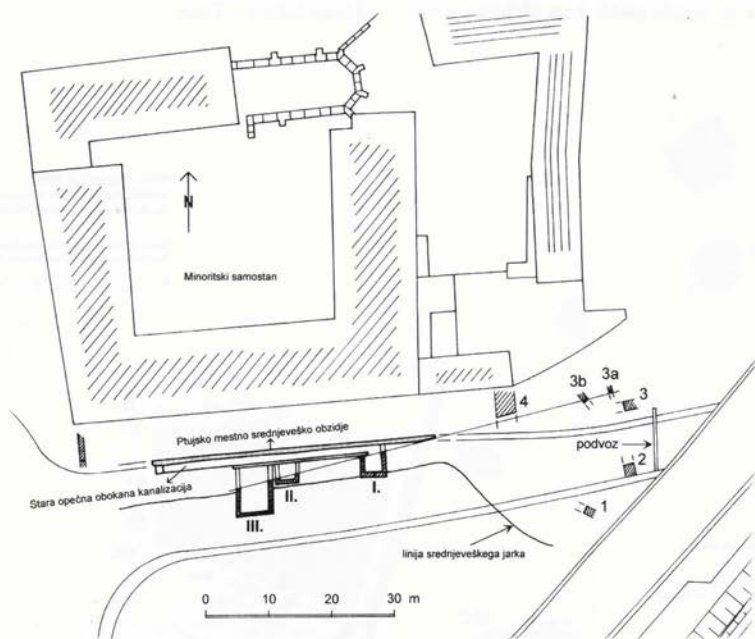 N
Minoritski samostan
3b
3a
3
4
Ptujsko mestno srednjeveško obzidje
podvoz
2
Stara opečna obokana kanalizacija
I.
II.
III.
1
linija srednjeveškega jarka
0 10 20 30 m